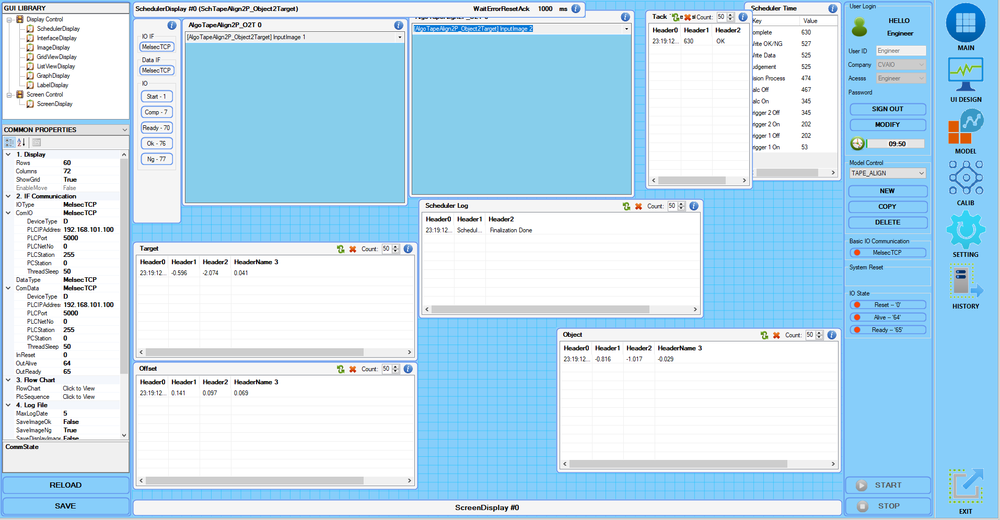 GUI LIBRARY
Display Control
SchedulerDisplay
InterfaceDisplay
ImageDisplay
GridViewDisplay
ListViewDisplay
GraphDisplay
LabelDisplay
Screen Control
ScreenDisplay
COMMON PROPERTIES
1. Display
Rows 60
Columns 72
ShowGrid True
EnableMove False
2. IF Communication
IOType MelsecTCP
ComIO MelsecTCP
DeviceType D
PLCIPAddres 192.168.101.100
PLCPort 5000
PLCNetNo 0
PLCStation 255
PCStation 0
ThreadSleep 50
DataType MelsecTCP
ComData MelsecTCP
DeviceType D
PLCIPAddres 192.168.101.100
PLCPort 5000
PLCNetNo 0
PLCStation 255
PCStation 0
ThreadSleep 50
InReset 0
OutAlive 64
OutReady 65
3. Flow Chart
FlowChart Click to View
PlcSequence Click to View
4. Log File
MaxLogDate 5
SaveImageOk False
SaveImageNg True
SaveDisplayImage False
CommState
RELOAD
SAVE
SchedulerDisplay #0 (SchTapeAlign2P_Object2Target) WaitErrorResetAck 1000 ms
IO IF
MelsecTCP
Data IF
MelsecTCP
IO
Start - 1
Comp - 7
Ready - 70
Ok - 76
Ng - 77
AlgoTapeAlign2P_O2T 0
[AlgoTapeAlign2P_Object2Target] InputImage 1
[AlgoTapeAlign2P_Object2Target] InputImage 2
Tack Count: 50
Header0 Header1 Header2
23:19:12... 630 OK
Scheduler Time
Key Value
omplete 630
Write OK/NG 527
Write Data 525
udgement 525
ision Process 474
alc Off 467
alc On 345
rigger 2 Off 345
rigger 2 On 202
rigger 1 Off 202
rigger 1 On 53
Scheduler Log Count: 50
Header0 Header1 Header2
23:19:12... Schedul... Finalization Done
Target Count: 50
Header0 Header1 Header2 HeaderName 3
23:19:12... -0.596 -2.074 0.041
Offset Count: 50
Header0 Header1 Header2 HeaderName 3
23:19:12... 0.141 0.097 0.069
Object Count: 50
Header0 Header1 Header2 HeaderName 3
23:19:12... -0.816 -1.017 -0.029
ScreenDisplay #0
User Login
HELLO
Engineer
User ID Engineer
Company CVAIO
Acesss Engineer
Password
SIGN OUT
MODIFY
09:50
Model Control
TAPE_ALIGN
NEW
COPY
DELETE
Basic IO Communication
MelsecTCP
System Reset
IO State
Reset -- '0'
Alive -- '64'
Ready -- '65'
START
STOP
MAIN
UI DESIGN
MODEL
CALIB
SETTING
HISTORY
EXIT